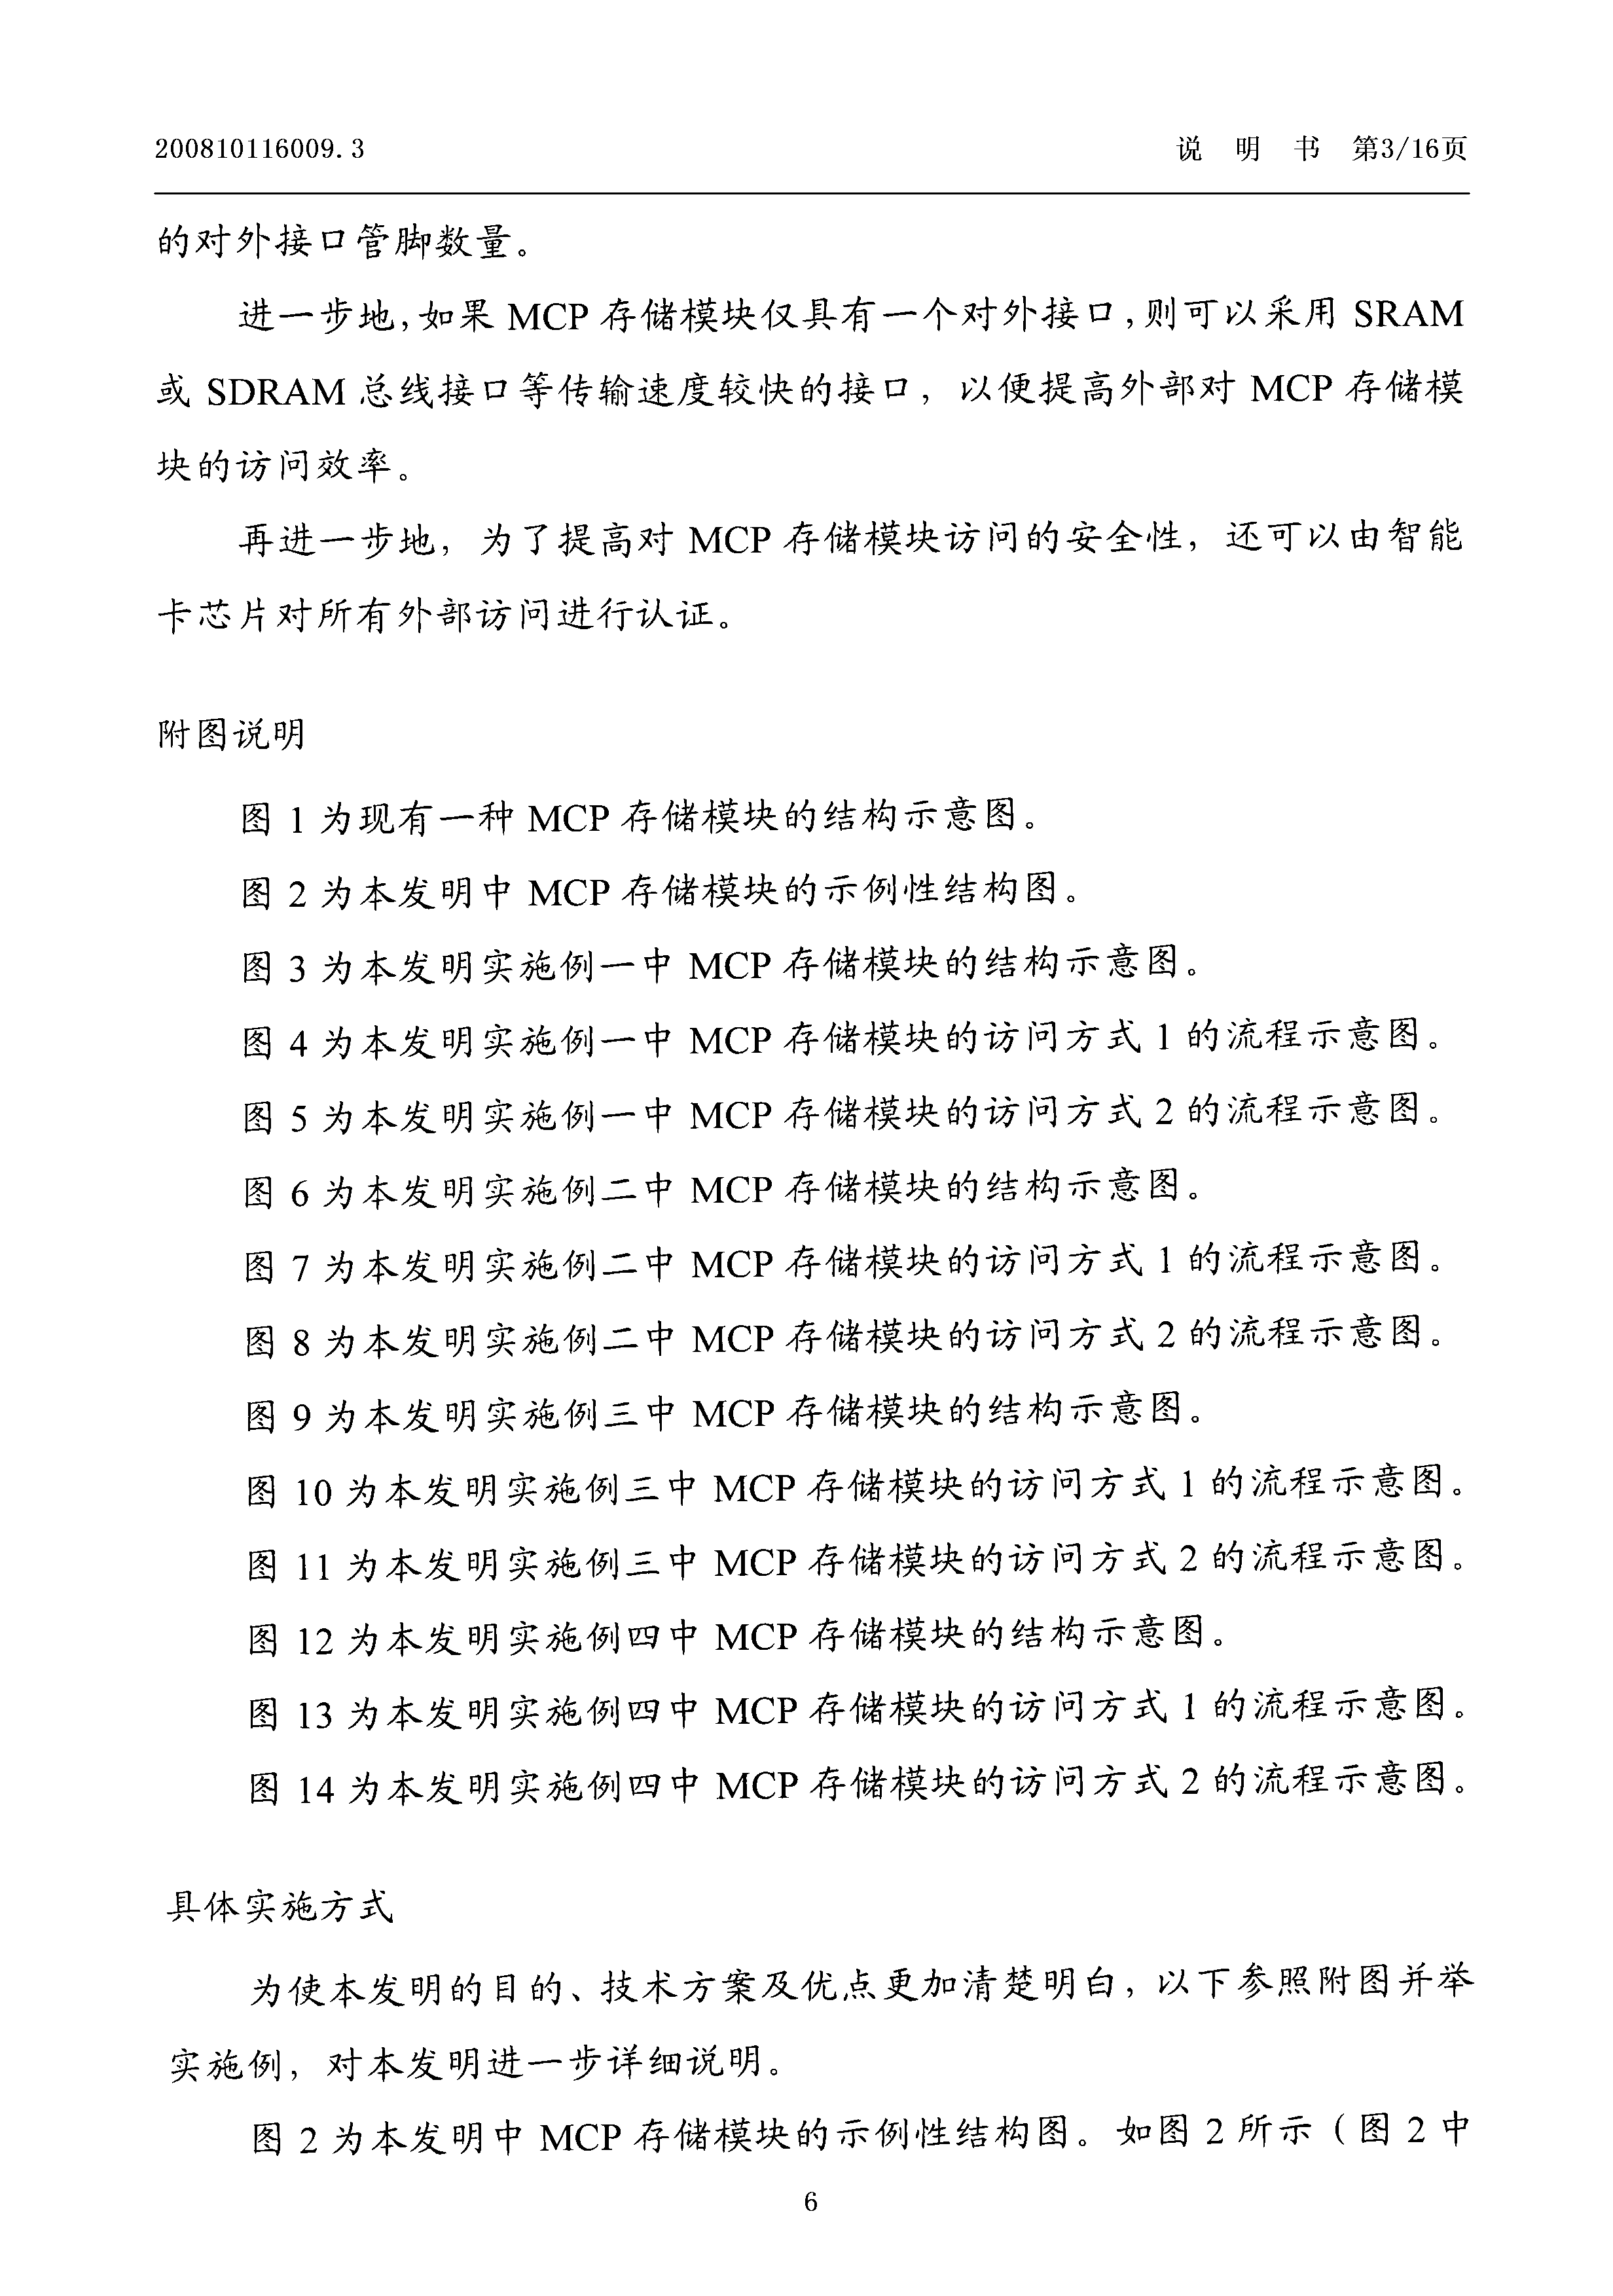 200810116009.3 说 明 书 第3/16页
的对外接口管脚数量。
进一步地,如果 MCP 存储模块仅具有一个对外接口,则可以采用 SRAM
或 SDRAM 总线接口等传输速度较快的接口，以便提高外部对 MCP 存储模
块的访问效率。
再进一步地，为了提高对 MCP 存储模块访问的安全性，还可以由智能
卡芯片对所有外部访问进行认证。
附图说明
图 1 为现有一种 MCP 存储模块的结构示意图。
图 2 为本发明中 MCP 存储模块的示例性结构图。
图 3 为本发明实施例一中 MCP 存储模块的结构示意图。
图 4 为本发明实施例一中 MCP 存储模块的访问方式 1 的流程示意图。
图 5 为本发明实施例一中 MCP 存储模块的访问方式 2 的流程示意图。
图 6 为本发明实施例二中 MCP 存储模块的结构示意图。
图 7 为本发明实施例二中 MCP 存储模块的访问方式 1 的流程示意图。
图 8 为本发明实施例二中 MCP 存储模块的访问方式 2 的流程示意图。
图 9 为本发明实施例三中 MCP 存储模块的结构示意图。
图 10 为本发明实施例三中 MCP 存储模块的访问方式 1 的流程示意图。
图 11 为本发明实施例三中 MCP 存储模块的访问方式 2 的流程示意图。
图 12 为本发明实施例四中 MCP 存储模块的结构示意图。
图 13 为本发明实施例四中 MCP 存储模块的访问方式 1 的流程示意图。
图 14 为本发明实施例四中 MCP 存储模块的访问方式 2 的流程示意图。
具体实施方式
为使本发明的目的、技术方案及优点更加清楚明白，以下参照附图并举
实施例，对本发明进一步详细说明。
图 2 为本发明中 MCP 存储模块的示例性结构图。如图 2 所示（图 2 中
6